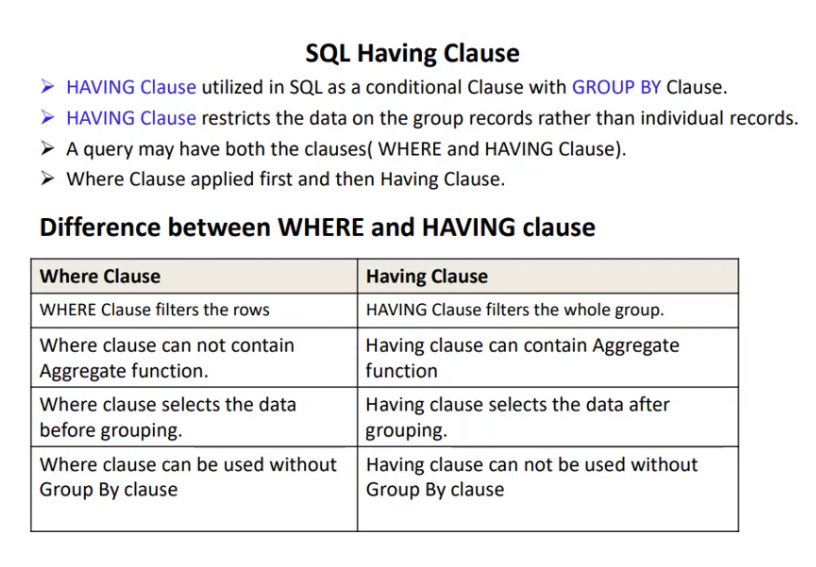 SQL Having Clause
➢ HAVING Clause utilized in SQL as a conditional Clause with GROUP BY Clause.
➢ HAVING Clause restricts the data on the group records rather than individual records.
➢ A query may have both the clauses( WHERE and HAVING Clause).
➢ Where Clause applied first and then Having Clause.
Difference between WHERE and HAVING clause
Where Clause
Having Clause
WHERE Clause filters the rows
HAVING Clause filters the whole group.
Where clause can not contain
Aggregate function.
Having clause can contain Aggregate
function
Where clause selects the data
before grouping.
Having clause selects the data after
grouping.
Where clause can be used without
Group By clause
Having clause can not be used without
Group By clause